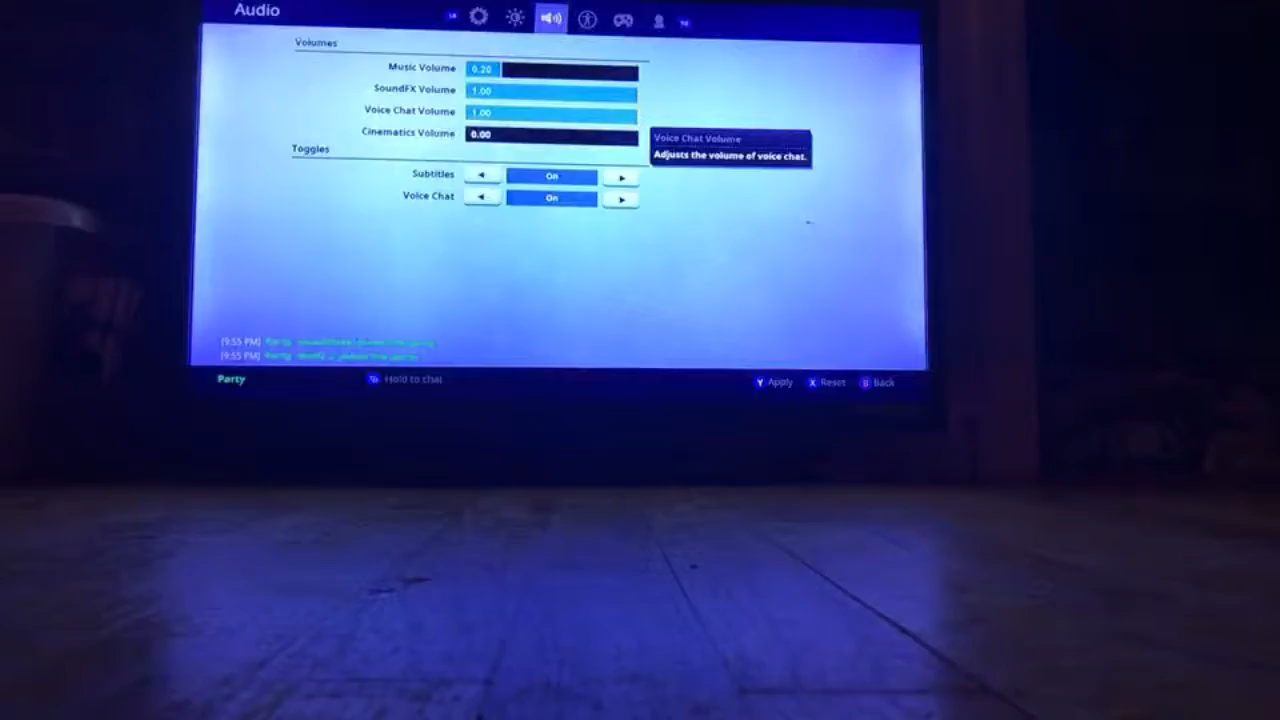 Audio
Volumes
Music Volume 0.20
SoundFX Volume 1.00
Voice Chat Volume 1.00
Cinematics Volume 0.00
Voice Chat Volume
Adjusts the volume of voice chat.
Toggles
Subtitles On
Voice Chat On
[9:55 PM] Party
[9:55 PM] Party
Party Hold to chat Y Apply X Reset B Back